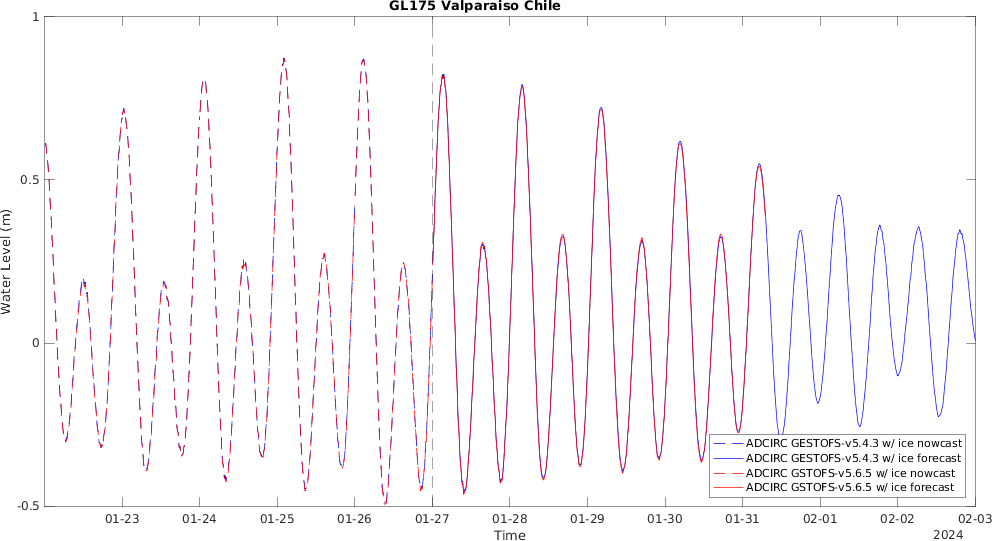 GL175 Valparaiso Chile
1
0.5
0
-0.5
Water Level (m)
ADCIRC GESTOFS-v5.4.3 w/ ice nowcast
ADCIRC GESTOFS-v5.4.3 w/ ice forecast
ADCIRC GSTOFS-v5.6.5 w/ ice nowcast
ADCIRC GSTOFS-v5.6.5 w/ ice forecast
01-23 01-24 01-25 01-26 01-27 01-28 01-29 01-30 01-31 02-01 02-02 02-03
Time
2024